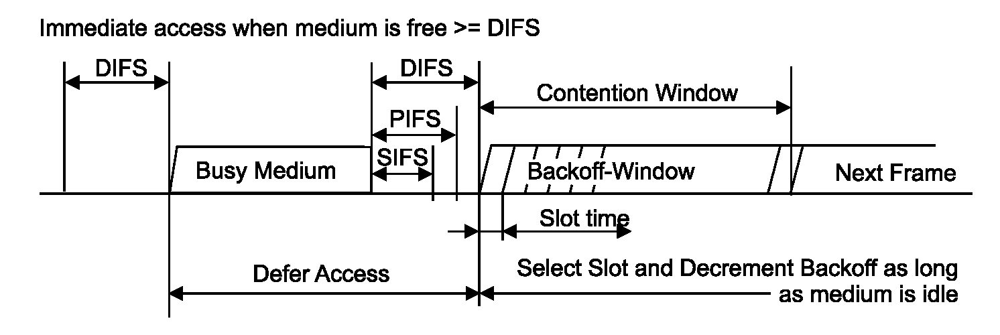 Immediate access when medium is free >= DIFS
DIFS
DIFS
Contention Window
PIFS
SIFS
Busy Medium
Backoff-Window
Next Frame
Slot time
Defer Access
Select Slot and Decrement Backoff as long
as medium is idle